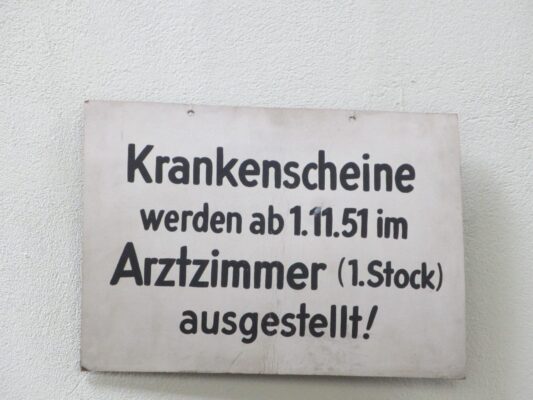 Krankenscheine
werden ab 1.11.51 im
Arztzimmer (1.Stock)
ausgestellt!